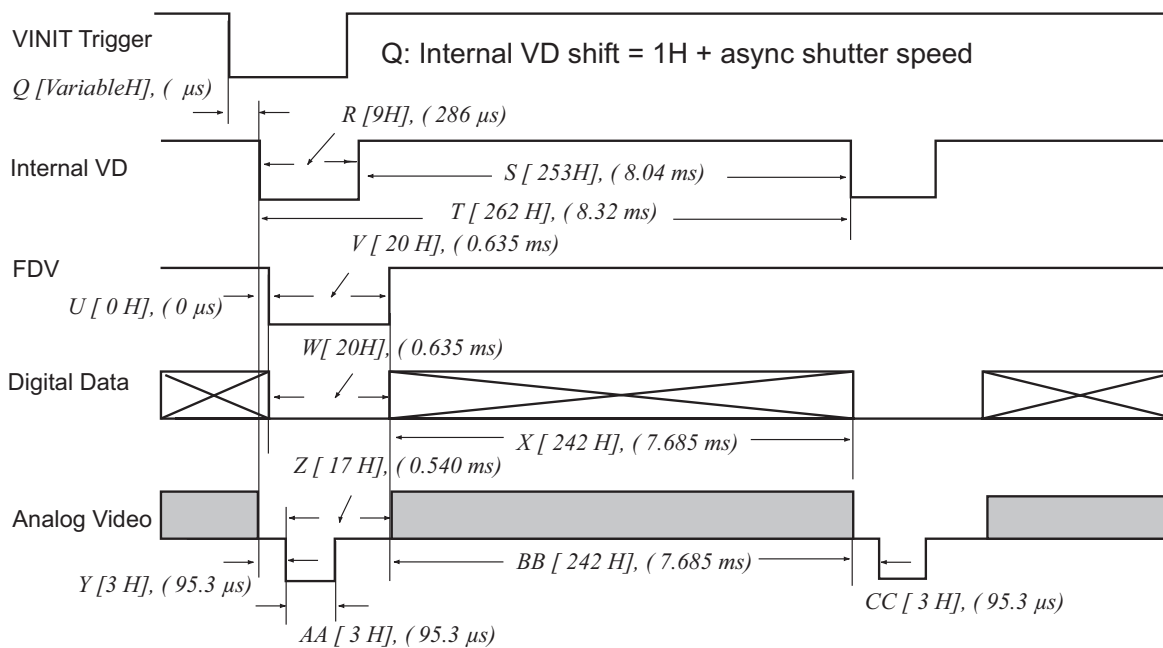 VINIT Trigger
Q: Internal VD shift = 1H + async shutter speed
Q [VariableH], ( µs)
R [9H], ( 286 µs)
Internal VD
S [ 253H], ( 8.04 ms)
T [ 262 H], ( 8.32 ms)
V [ 20 H], ( 0.635 ms)
FDV
U [ 0 H], ( 0 µs)
W[ 20H], ( 0.635 ms)
Digital Data
X [ 242 H], ( 7.685 ms)
Z [ 17 H], ( 0.540 ms)
Analog Video
BB [ 242 H], ( 7.685 ms)
Y [3 H], ( 95.3 µs)
CC [ 3 H], ( 95.3 µs)
AA [ 3 H], ( 95.3 µs)